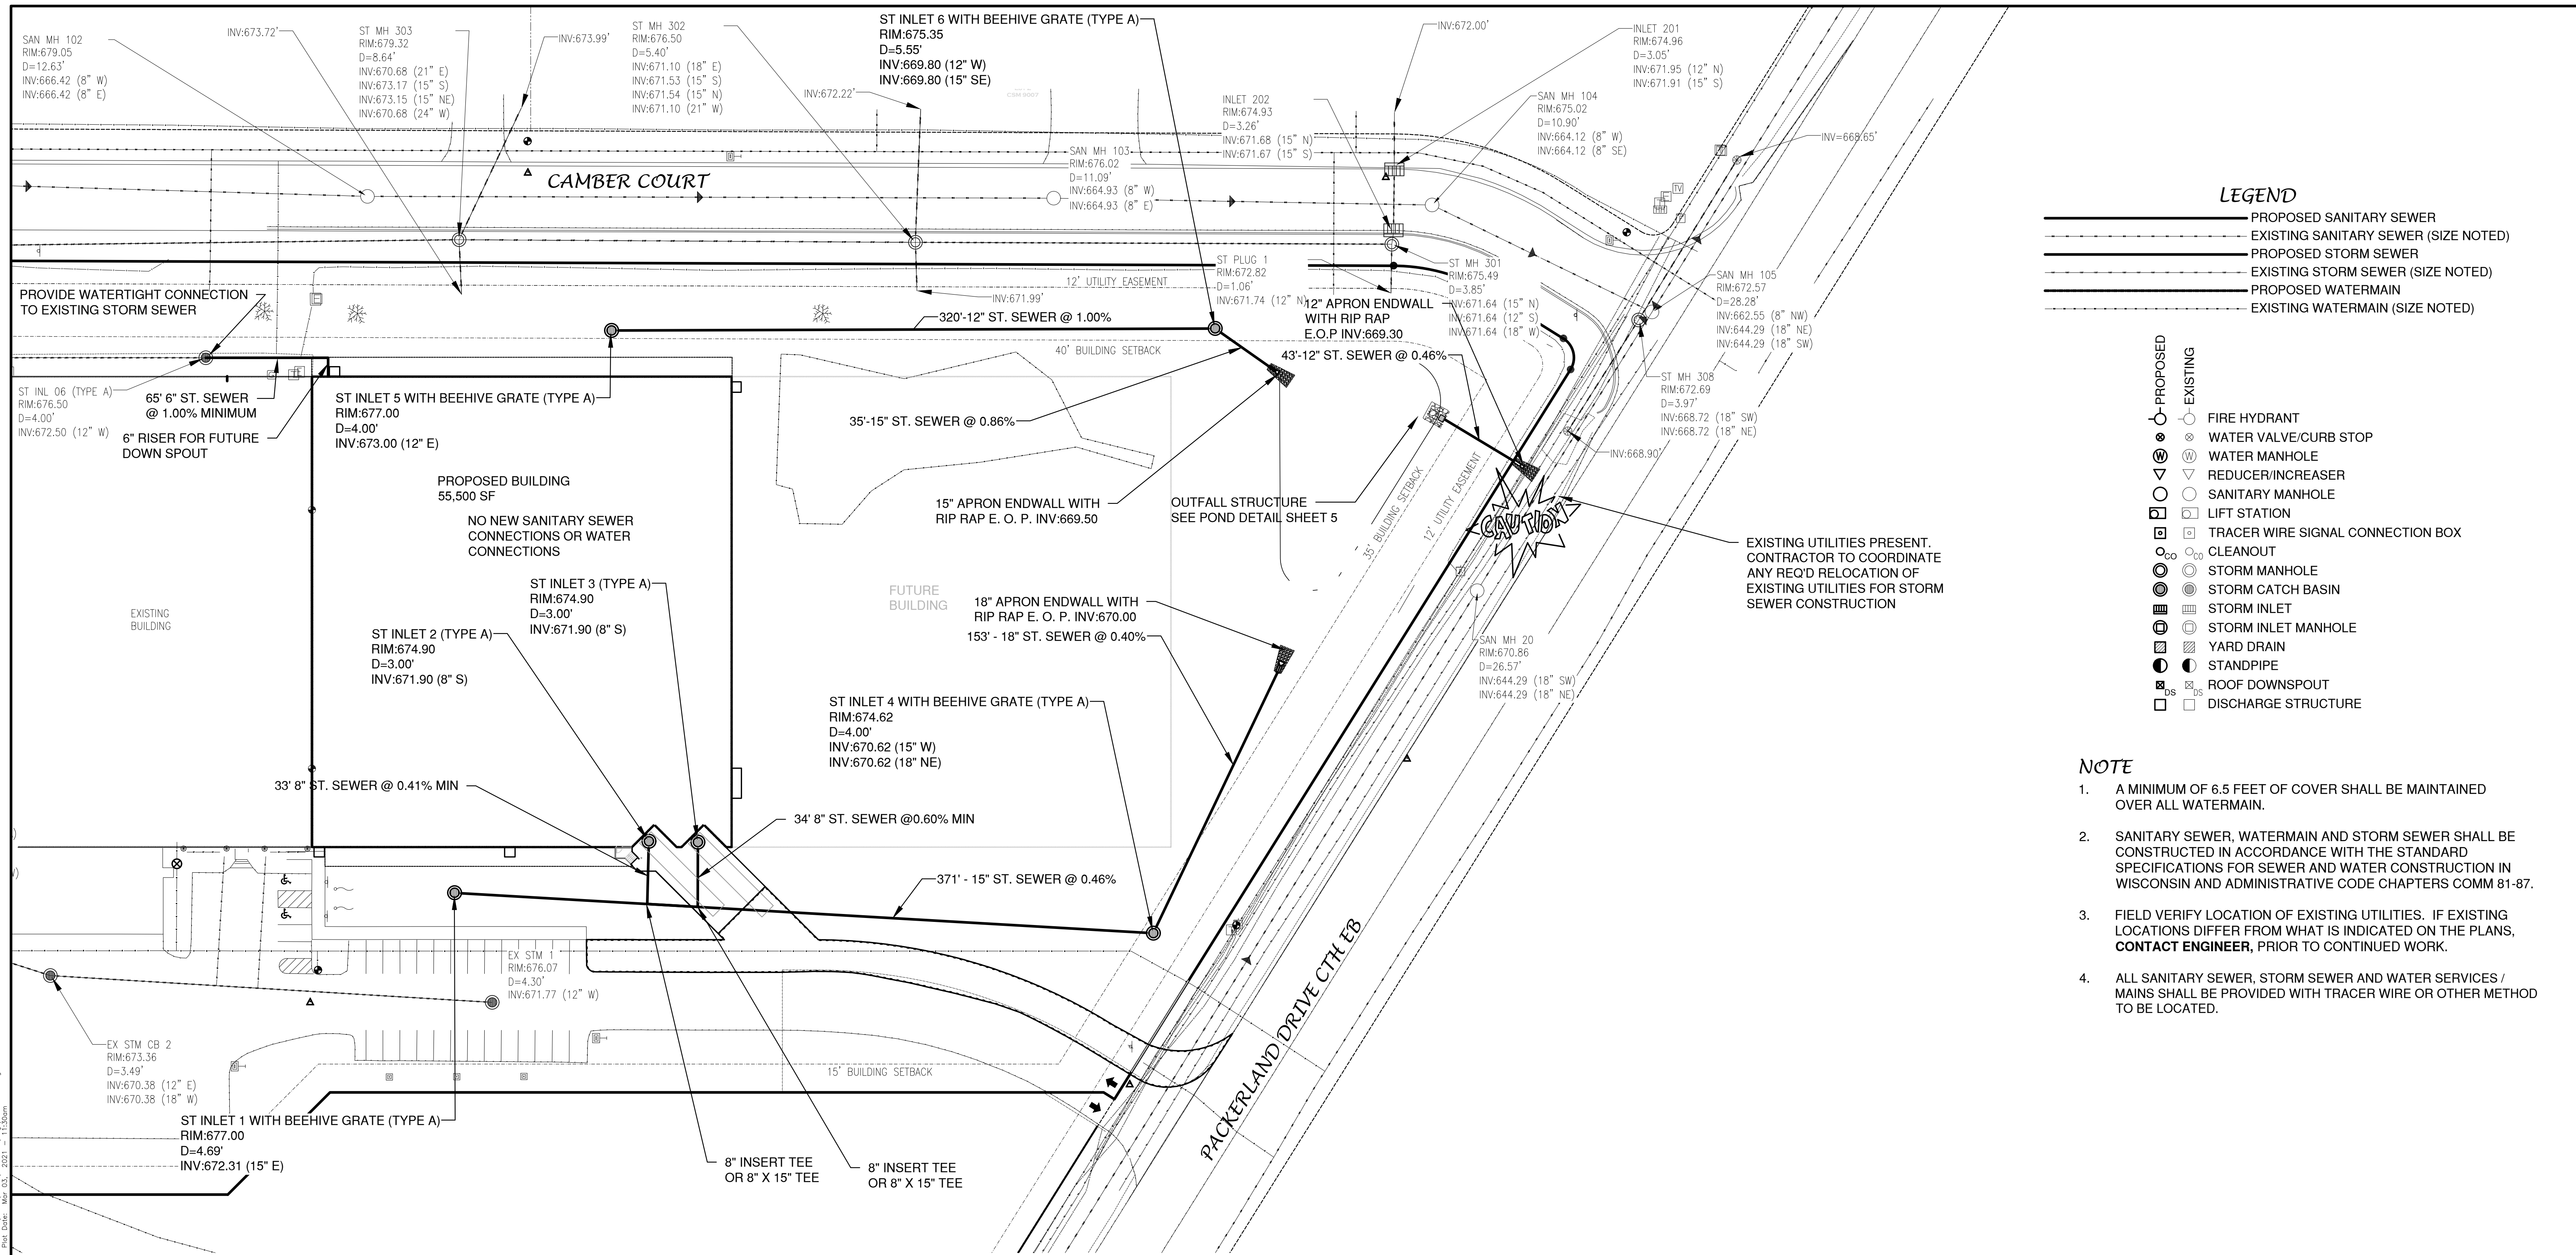 SAN MH 102
RIM:679.05
D=12.63'
INV:666.42 (8" W)
INV:666.42 (8" E)
INV:673.72'
ST MH 303
RIM:679.32
D=8.64'
INV:670.68 (21" E)
INV:673.17 (15" S)
INV:673.15 (15" NE)
INV:670.68 (24" W)
INV:673.99'
ST MH 302
RIM:676.50
D=5.40'
INV:671.10 (18" E)
INV:671.53 (15" S)
INV:671.54 (15" N)
INV:671.10 (21" W)
INV:672.22'
ST INLET 6 WITH BEEHIVE GRATE (TYPE A)
RIM:675.35
D=5.55'
INV:669.80 (12" W)
INV:669.80 (15" SE)
CSM 9007
INV:672.00'
INLET 202
RIM:674.93
D=3.26'
INV:671.68 (15" N)
INV:671.67 (15" S)
INLET 201
RIM:674.96
D=3.05'
INV:671.95 (12" N)
INV:671.91 (15" S)
SAN MH 104
RIM:675.02
D=10.90'
INV:664.12 (8" W)
INV:664.12 (8" SE)
INV=668.65'
TV
SAN MH 103
RIM:676.02
D=11.09'
INV:664.93 (8" W)
INV:664.93 (8" E)
CAMBER COURT
PROVIDE WATERTIGHT CONNECTION
TO EXISTING STORM SEWER
12' UTILITY EASEMENT
INV:671.99'
320'-12" ST. SEWER @ 1.00%
40' BUILDING SETBACK
ST PLUG 1
RIM:672.82
D=1.06'
INV:671.74 (12" N)
12" APRON ENDWALL
WITH RIP RAP
E.O.P INV:669.30
43'-12" ST. SEWER @ 0.46%
ST MH 301
RIM:675.49
D=3.85'
INV:671.64 (15" N)
INV:671.64 (12" S)
INV:671.64 (18" W)
SAN MH 105
RIM:672.57
D=28.28'
INV:662.55 (8" NW)
INV:644.29 (18" NE)
INV:644.29 (18" SW)
ST MH 308
RIM:672.69
D=3.97'
INV:668.72 (18" SW)
INV:668.72 (18" NE)
INV:668.90'
ST INL 06 (TYPE A)
RIM:676.50
D=4.00'
INV:672.50 (12" W)
65' 6" ST. SEWER
@ 1.00% MINIMUM
6" RISER FOR FUTURE
DOWN SPOUT
ST INLET 5 WITH BEEHIVE GRATE (TYPE A)
RIM:677.00
D=4.00'
INV:673.00 (12" E)
35'-15" ST. SEWER @ 0.86%
PROPOSED BUILDING
55,500 SF
NO NEW SANITARY SEWER
CONNECTIONS OR WATER
CONNECTIONS
15" APRON ENDWALL WITH
RIP RAP E. O. P. INV:669.50
OUTFALL STRUCTURE
SEE POND DETAIL SHEET 5
35' BUILDING SETBACK
12' UTILITY EASEMENT
CAUTION
EXISTING UTILITIES PRESENT.
CONTRACTOR TO COORDINATE
ANY REQ'D RELOCATION OF
EXISTING UTILITIES FOR STORM
SEWER CONSTRUCTION
EXISTING
BUILDING
FUTURE
BUILDING
ST INLET 3 (TYPE A)
RIM:674.90
D=3.00'
INV:671.90 (8" S)
ST INLET 2 (TYPE A)
RIM:674.90
D=3.00'
INV:671.90 (8" S)
18" APRON ENDWALL WITH
RIP RAP E. O. P. INV:670.00
153' - 18" ST. SEWER @ 0.40%
SAN MH 20
RIM:670.86
D=26.57'
INV:644.29 (18" SW)
INV:644.29 (18" NE)
ST INLET 4 WITH BEEHIVE GRATE (TYPE A)
RIM:674.62
D=4.00'
INV:670.62 (15" W)
INV:670.62 (18" NE)
33' 8" ST. SEWER @ 0.41% MIN
34' 8" ST. SEWER @0.60% MIN
371' - 15" ST. SEWER @ 0.46%
EX STM 1
RIM:676.07
D=4.30'
INV:671.77 (12" W)
EX STM CB 2
RIM:673.36
D=3.49'
INV:670.38 (12" E)
INV:670.38 (18" W)
15' BUILDING SETBACK
ST INLET 1 WITH BEEHIVE GRATE (TYPE A)
RIM:677.00
D=4.69'
INV:672.31 (15" E)
8" INSERT TEE
OR 8" X 15" TEE
8" INSERT TEE
OR 8" X 15" TEE
PACKERLAND DRIVE CTH EB
Plot Date: Mar 03, 2021 - 11:30am
LEGEND
PROPOSED SANITARY SEWER
EXISTING SANITARY SEWER (SIZE NOTED)
PROPOSED STORM SEWER
EXISTING STORM SEWER (SIZE NOTED)
PROPOSED WATERMAIN
EXISTING WATERMAIN (SIZE NOTED)
PROPOSED
EXISTING
FIRE HYDRANT
WATER VALVE/CURB STOP
W W WATER MANHOLE
REDUCER/INCREASER
SANITARY MANHOLE
LIFT STATION
TRACER WIRE SIGNAL CONNECTION BOX
CO CO CLEANOUT
STORM MANHOLE
STORM CATCH BASIN
STORM INLET
STORM INLET MANHOLE
YARD DRAIN
STANDPIPE
DS DS ROOF DOWNSPOUT
DISCHARGE STRUCTURE
NOTE
1. A MINIMUM OF 6.5 FEET OF COVER SHALL BE MAINTAINED
OVER ALL WATERMAIN.
2. SANITARY SEWER, WATERMAIN AND STORM SEWER SHALL BE
CONSTRUCTED IN ACCORDANCE WITH THE STANDARD
SPECIFICATIONS FOR SEWER AND WATER CONSTRUCTION IN
WISCONSIN AND ADMINISTRATIVE CODE CHAPTERS COMM 81-87.
3. FIELD VERIFY LOCATION OF EXISTING UTILITIES. IF EXISTING
LOCATIONS DIFFER FROM WHAT IS INDICATED ON THE PLANS,
CONTACT ENGINEER, PRIOR TO CONTINUED WORK.
4. ALL SANITARY SEWER, STORM SEWER AND WATER SERVICES /
MAINS SHALL BE PROVIDED WITH TRACER WIRE OR OTHER METHOD
TO BE LOCATED.